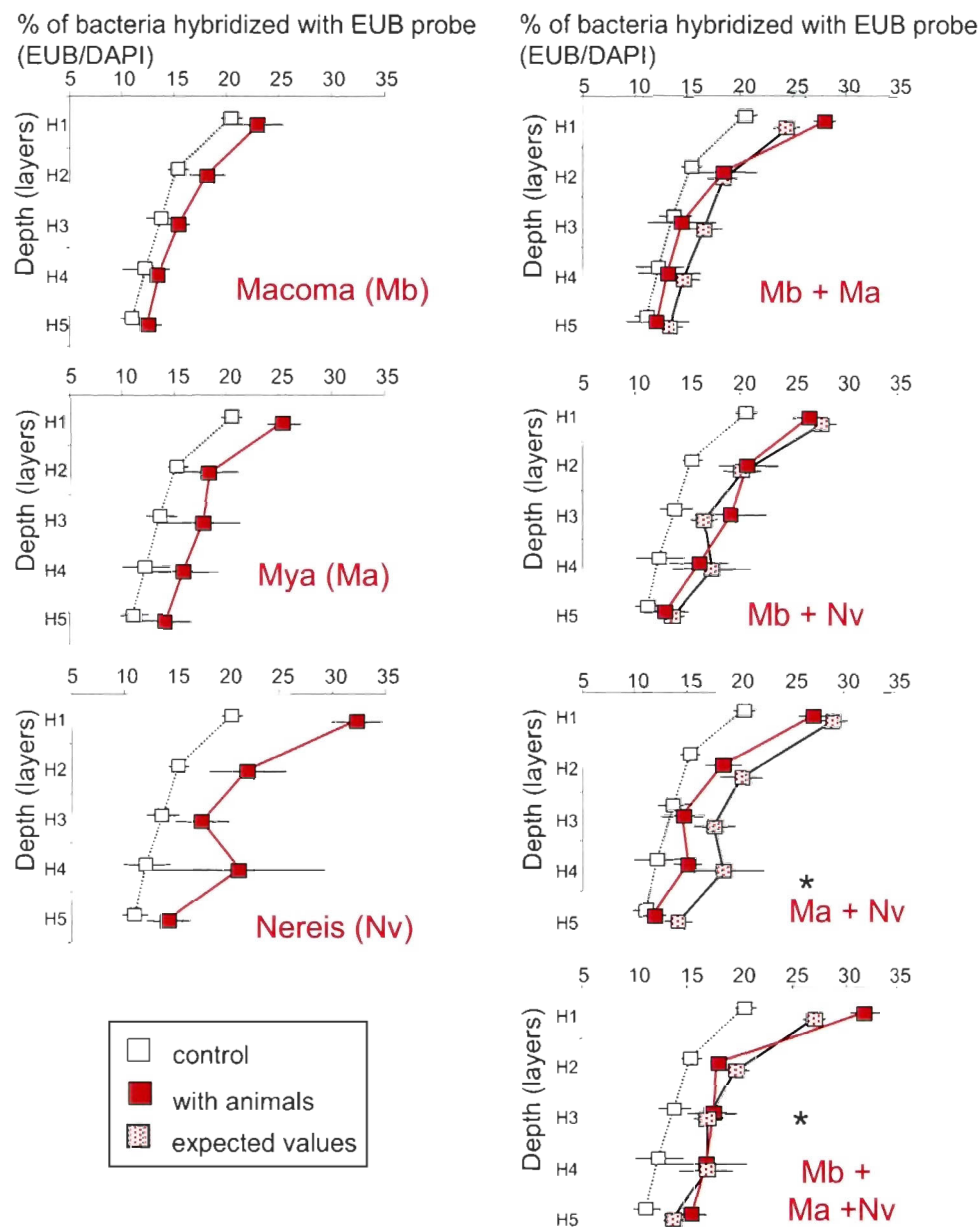 % of bacteria hybridized with EUB probe
(EUB/DAPI)
5 10 15 20 25 30 35
Depth (layers)
H1
H2
H3
H4
H5
Macoma (Mb)
5 10 15 20 25 30 35
Depth (layers)
H1
H2
H3
H4
H5
Mya (Ma)
5 10 15 20 25 30 35
Depth (layers)
H1
H2
H3
H4
H5
Nereis (Nv)
control
with animals
expected values
% of bacteria hybridized with EUB probe
(EUB/DAPI)
5 10 15 20 25 30 35
Depth (layers)
H1
H2
H3
H4
H5
Mb + Ma
5 10 15 20 25 30 35
Depth (layers)
H1
H2
H3
H4
H5
Mb + Nv
5 10 15 20 25 30 35
Depth (layers)
H1
H2
H3
H4
H5
*
Ma + Nv
5 10 15 20 25 30 35
Depth (layers)
H1
H2
H3
H4
H5
*
Mb +
Ma +Nv